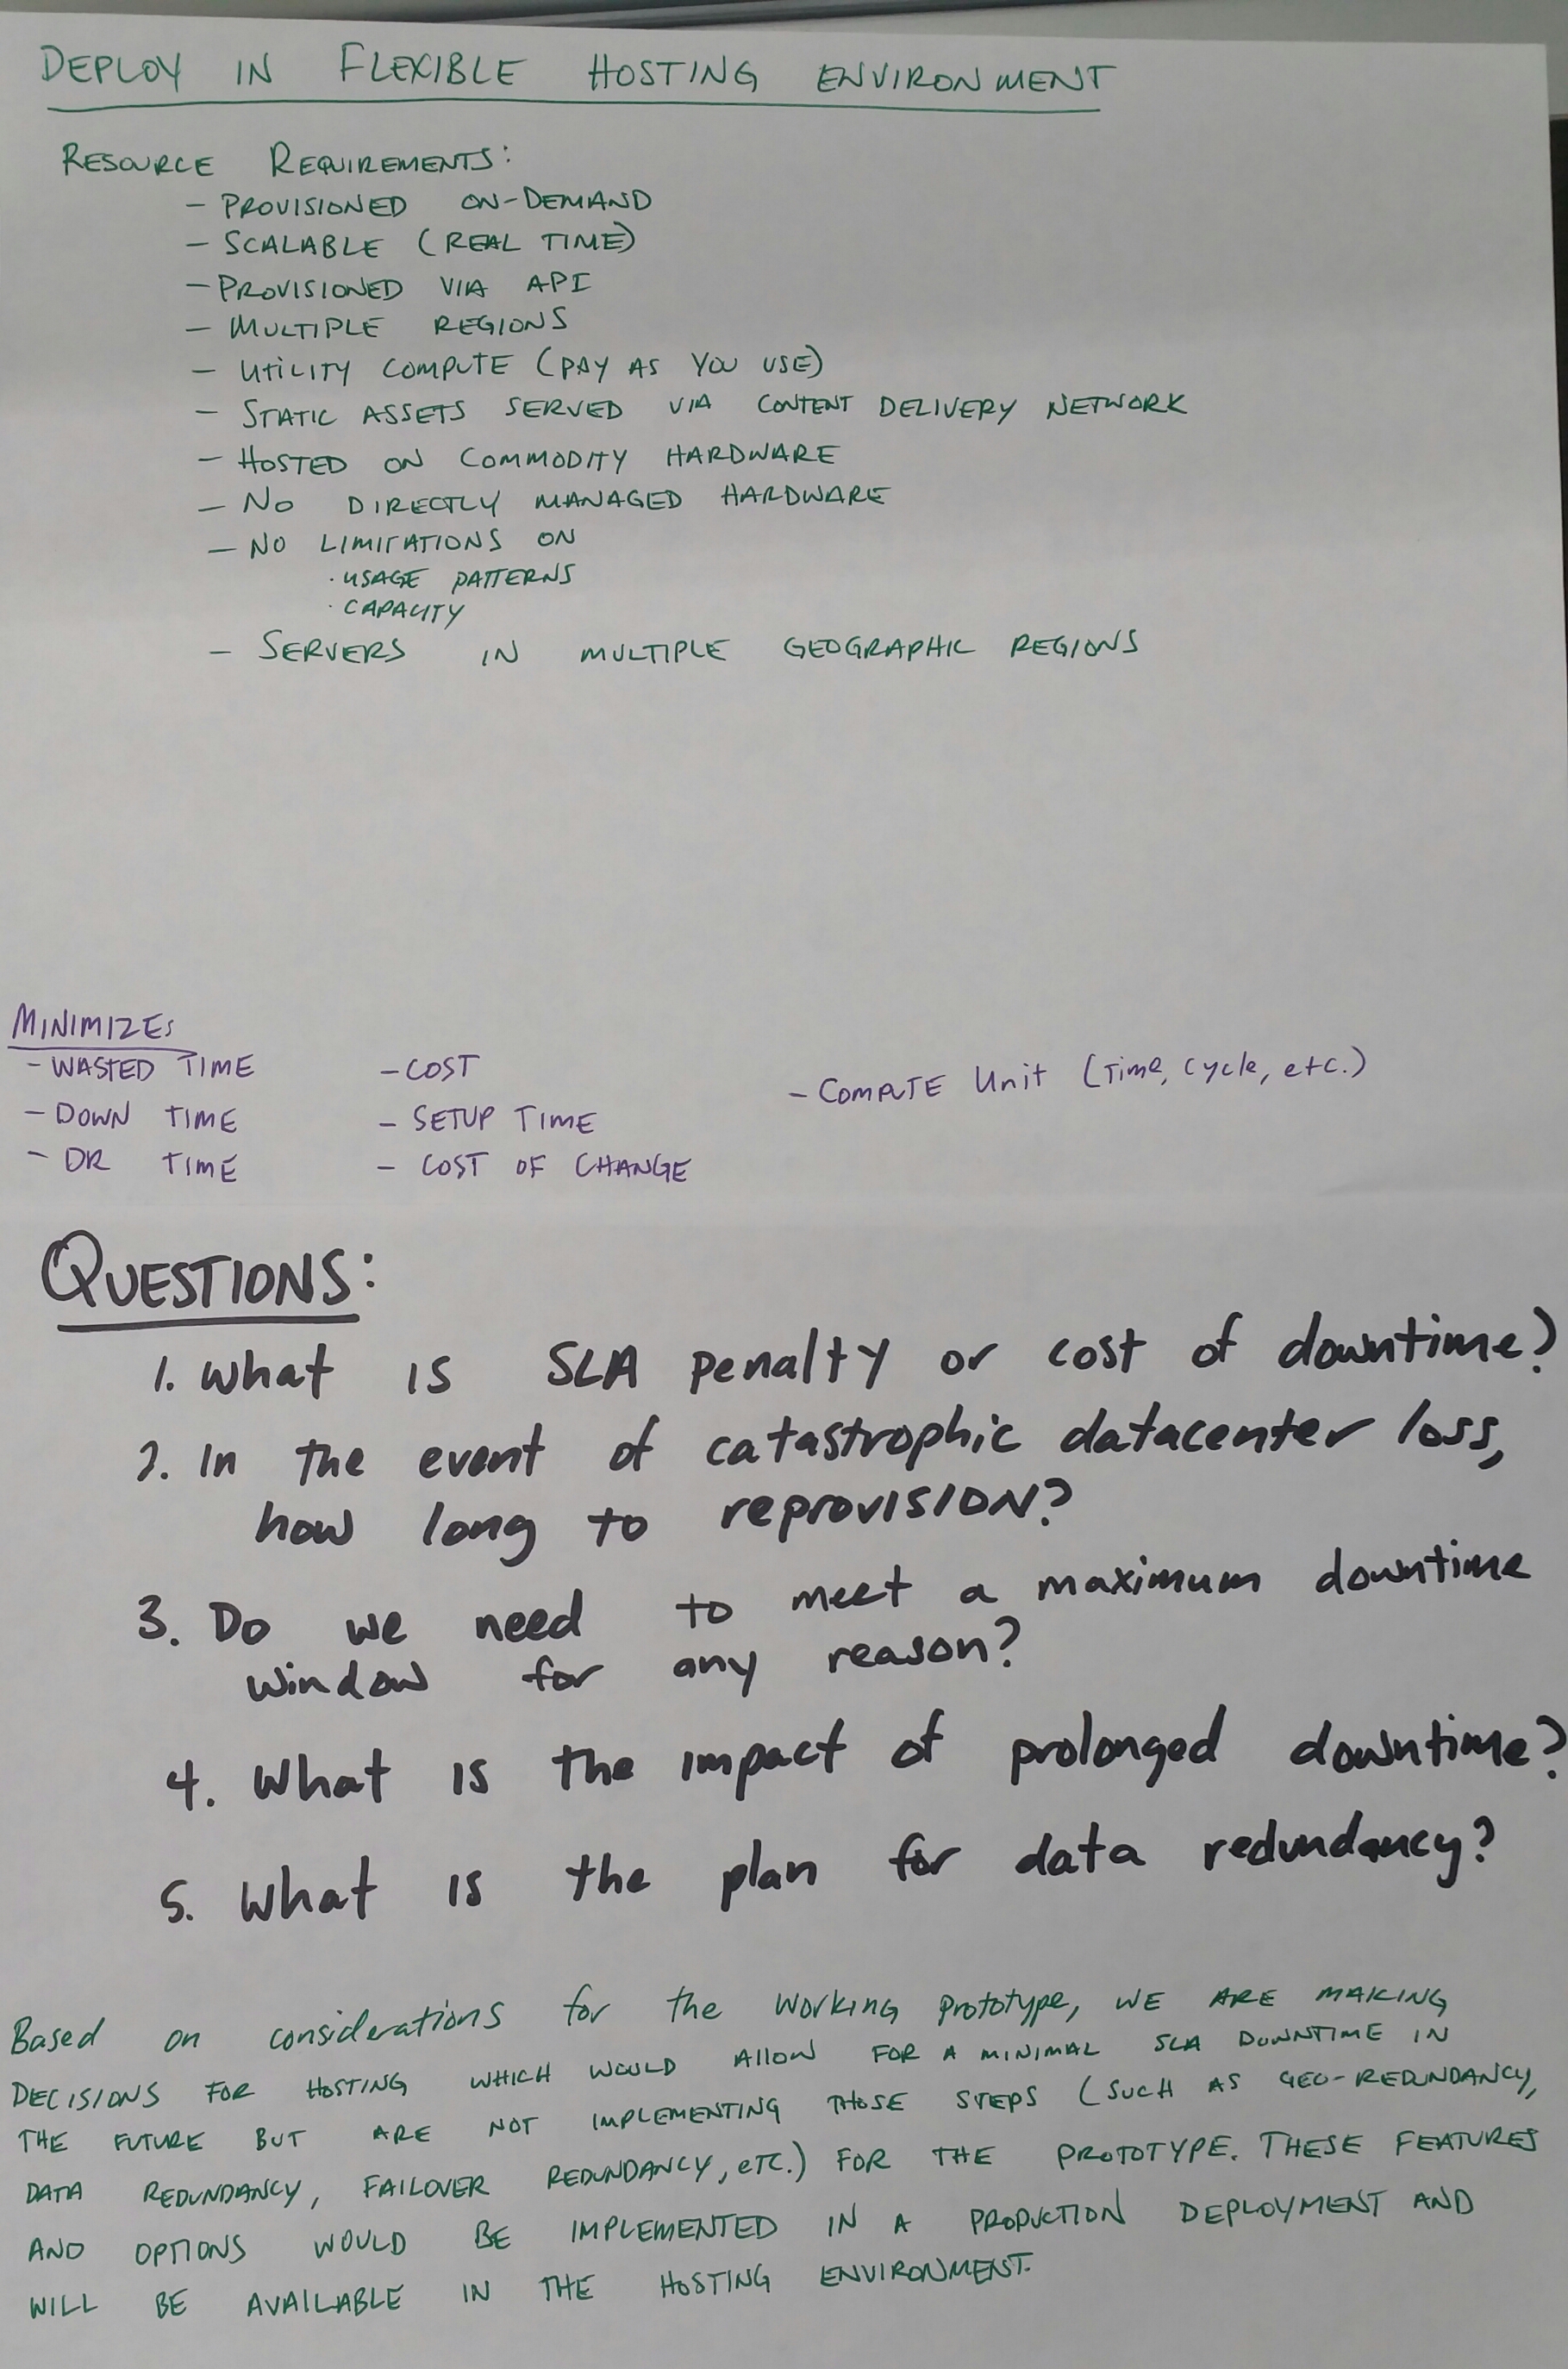 DEPLOY IN FLEXIBLE HOSTING ENVIRONMENT
RESOURCE REQUIREMENTS:
- PROVISIONED ON-DEMAND
- SCALABLE (REAL TIME)
- PROVISIONED VIA API
- MULTIPLE REGIONS
- UTILITY COMPUTE (PAY AS YOU USE)
- STATIC ASSETS SERVED VIA CONTENT DELIVERY NETWORK
- HOSTED ON COMMODITY HARDWARE
- NO DIRECTLY MANAGED HARDWARE
- NO LIMITATIONS ON
· USAGE PATTERNS
· CAPACITY
- SERVERS IN MULTIPLE GEOGRAPHIC REGIONS
MINIMIZES
- WASTED TIME
- DOWN TIME
- DR TIME
- COST
- SETUP TIME
- COST OF CHANGE
- COMPUTE Unit (Time, cycle, etc.)
QUESTIONS:
1. What is SLA penalty or cost of downtime?
2. In the event of catastrophic datacenter loss,
how long to reprovision?
3. Do we need to meet a maximum downtime
window for any reason?
4. What is the impact of prolonged downtime?
5. What is the plan for data redundancy?
Based on considerations for the working prototype, WE ARE MAKING
DECISIONS FOR HOSTING WHICH WOULD ALLOW FOR A MINIMAL SLA DOWNTIME IN
THE FUTURE BUT ARE NOT IMPLEMENTING THOSE STEPS (SUCH AS GEO-REDUNDANCY,
DATA REDUNDANCY, FAILOVER REDUNDANCY, ETC.) FOR THE PROTOTYPE. THESE FEATURES
AND OPTIONS WOULD BE IMPLEMENTED IN A PRODUCTION DEPLOYMENT AND
WILL BE AVAILABLE IN THE HOSTING ENVIRONMENT.